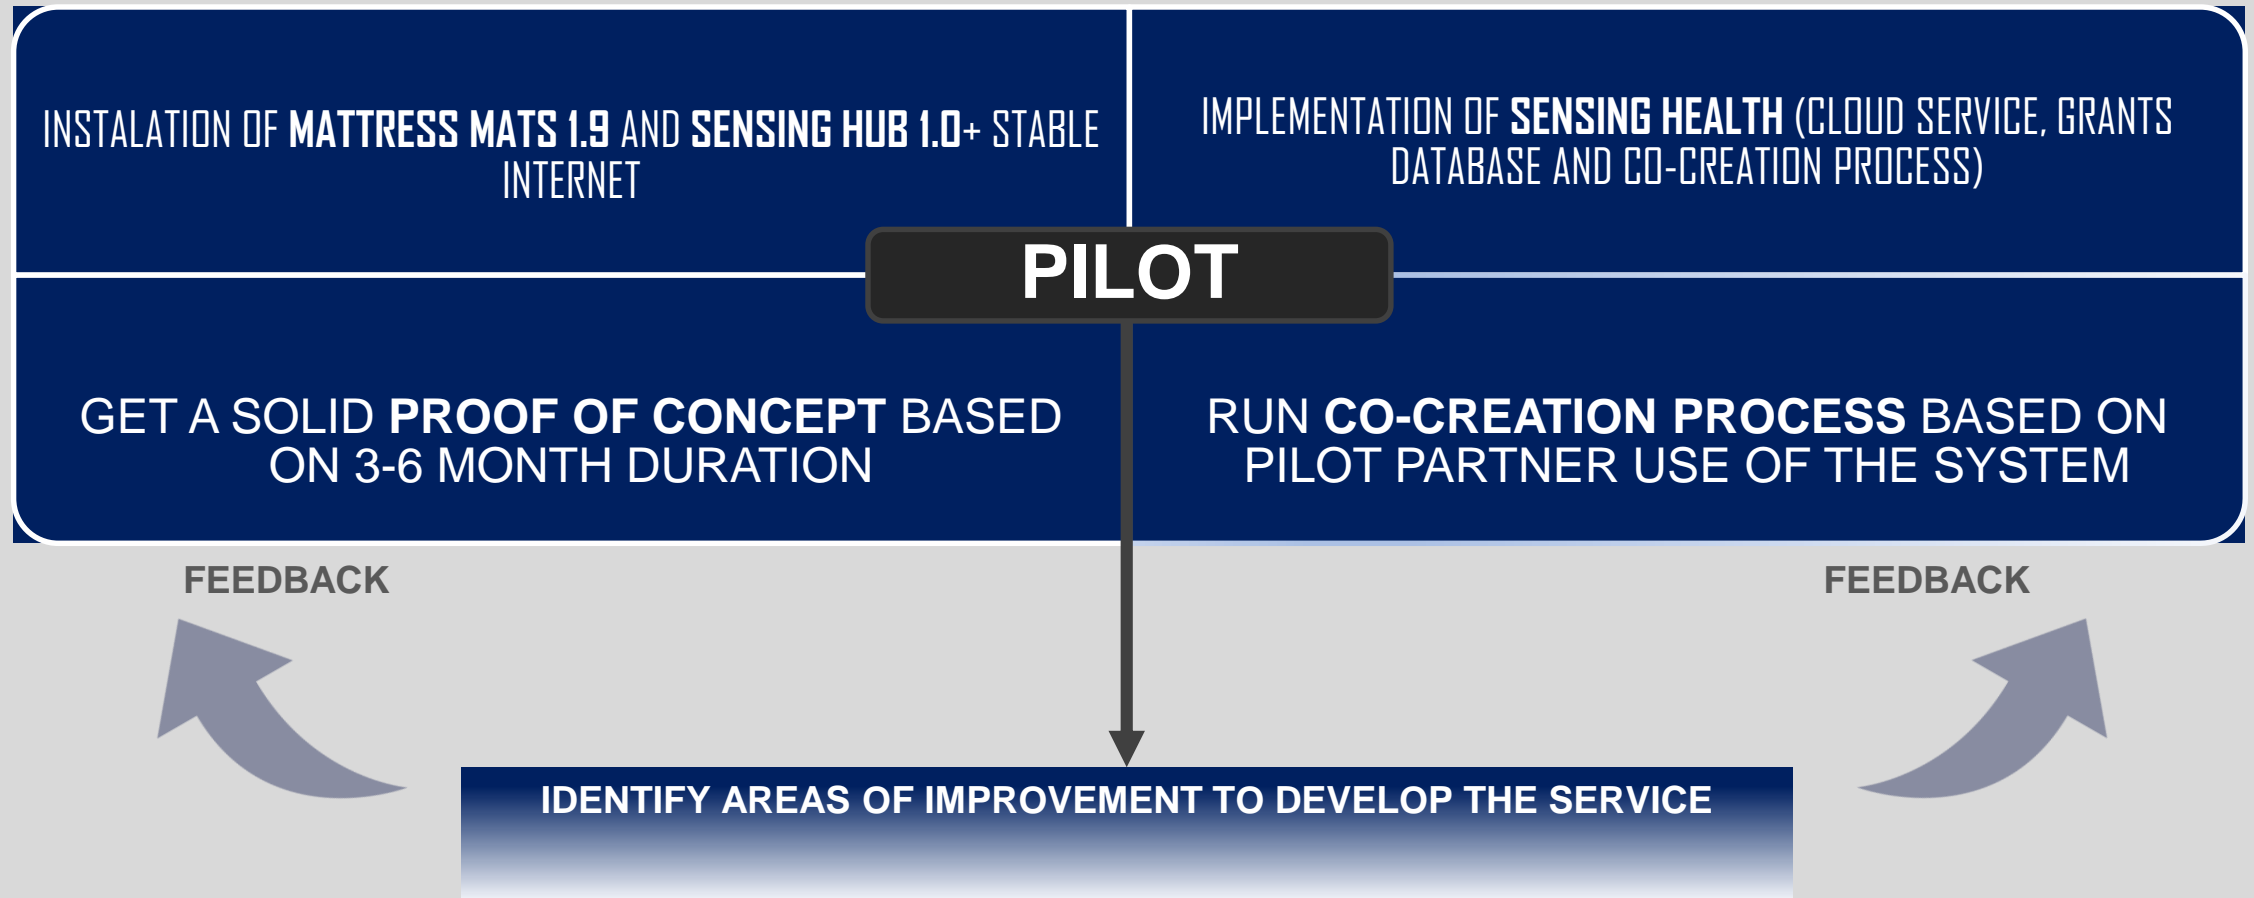 INSTALATION OF MATTRESS MATS 1.9 AND SENSING HUB 1.0+ STABLE
INTERNET
IMPLEMENTATION OF SENSING HEALTH (CLOUD SERVICE, GRANTS
DATABASE AND CO-CREATION PROCESS)
PILOT
GET A SOLID PROOF OF CONCEPT BASED
ON 3-6 MONTH DURATION
RUN CO-CREATION PROCESS BASED ON
PILOT PARTNER USE OF THE SYSTEM
FEEDBACK
FEEDBACK
IDENTIFY AREAS OF IMPROVEMENT TO DEVELOP THE SERVICE